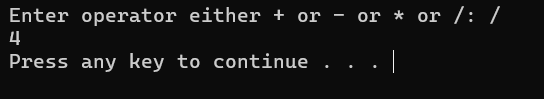 Enter operator either + or - or * or /: /
4
Press any key to continue . . .